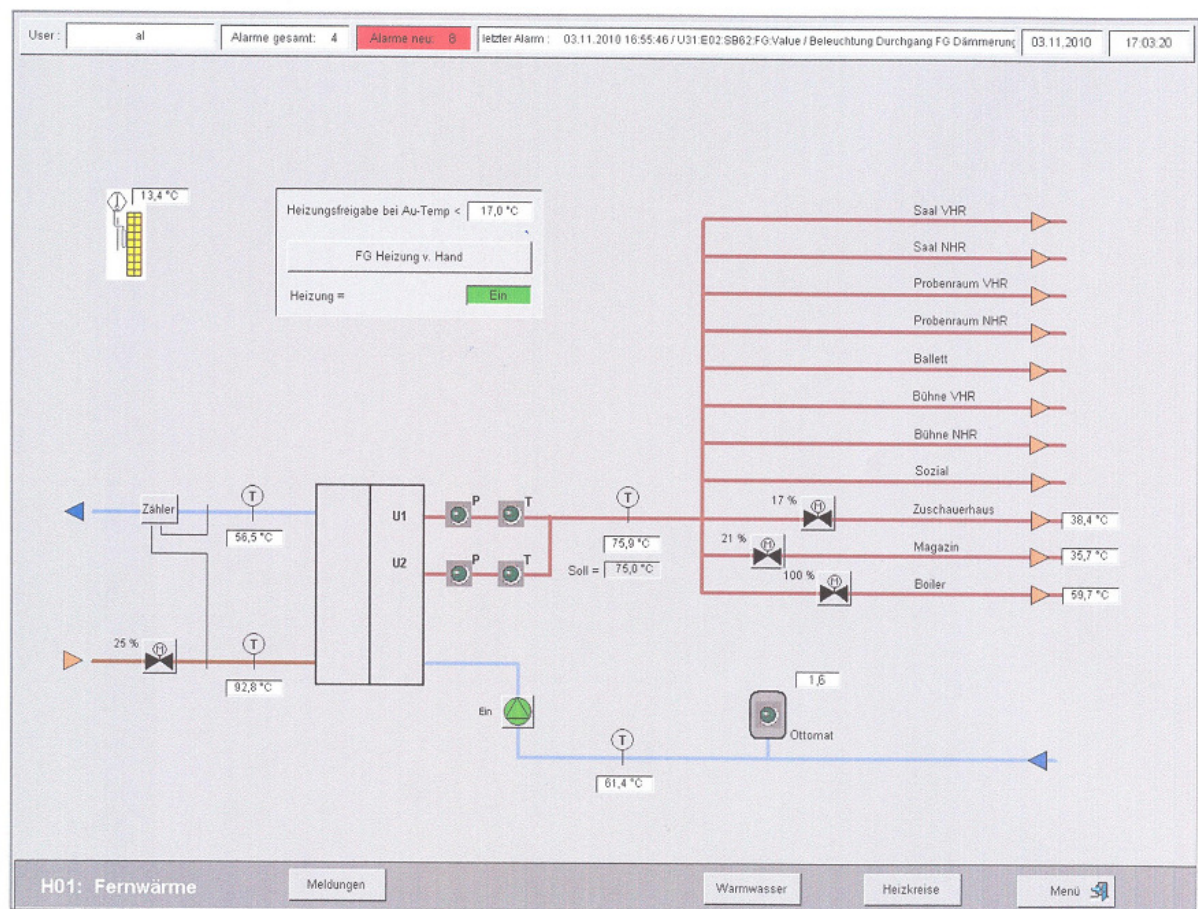 User : al Alarme gesamt: 4 Alarme neu: 8 letzter Alarm : 03.11.2010 16:55:46 / U31:E02:SB62:FG:Value / Beleuchtung Durchgang FG Dämmerung 03.11.2010 17:03:20
13,4 °C
Heizungsfreigabe bei Au-Temp < 17,0 °C
FG Heizung v. Hand
Heizung = Ein
Saal VHR
Saal NHR
Probenraum VHR
Probenraum NHR
Ballett
Bühne VHR
Bühne NHR
Sozial
17 % M Zuschauerhaus 38,4 °C
21 % M Magazin 35,7 °C
100 % M Boiler 59,7 °C
Zähler T 56,5 °C
U1 P T
U2 P T
T 75,9 °C
Soll = 75,0 °C
25 % M T 92,8 °C
Ein
T 61,4 °C
1,6
Ottomat
H01: Fernwärme Meldungen Warmwasser Heizkreise Menü